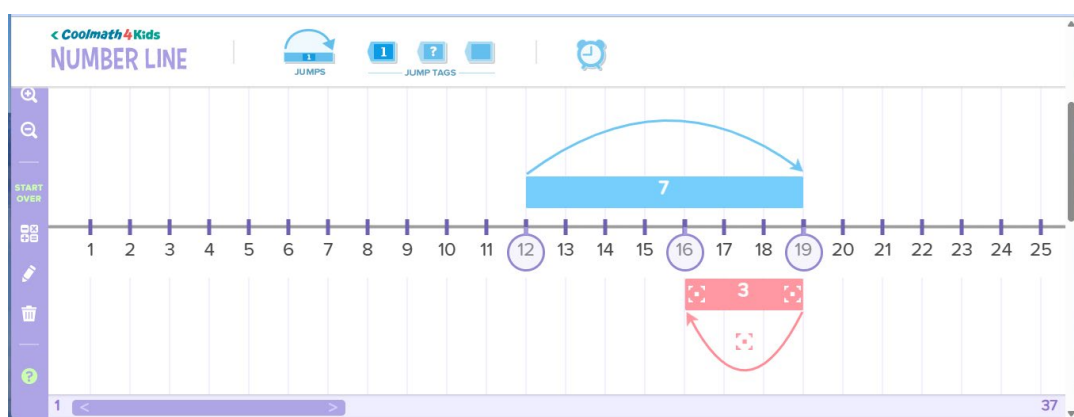 < Coolmath4Kids
NUMBER LINE
1
JUMPS
1 ?
JUMP TAGS
START
OVER
7
1 2 3 4 5 6 7 8 9 10 11 12 13 14 15 16 17 18 19 20 21 22 23 24 25
3
?
1 < > 37